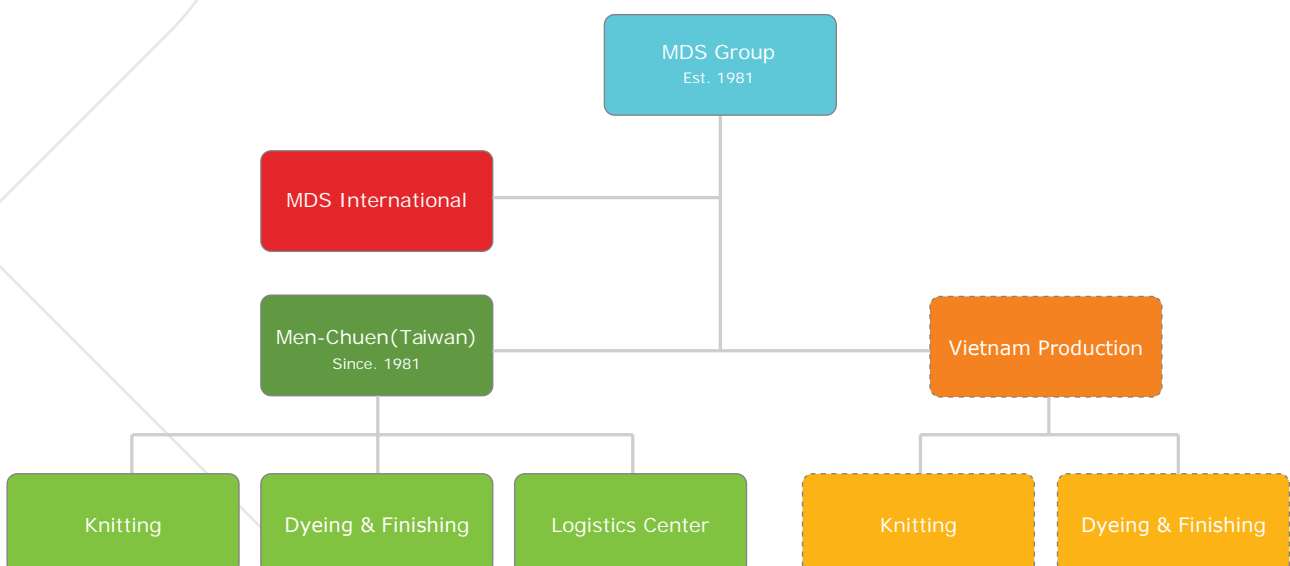 MDS Group
Est. 1981
MDS International
Men-Chuen(Taiwan)
Since. 1981
Vietnam Production
Knitting
Dyeing & Finishing
Logistics Center
Knitting
Dyeing & Finishing